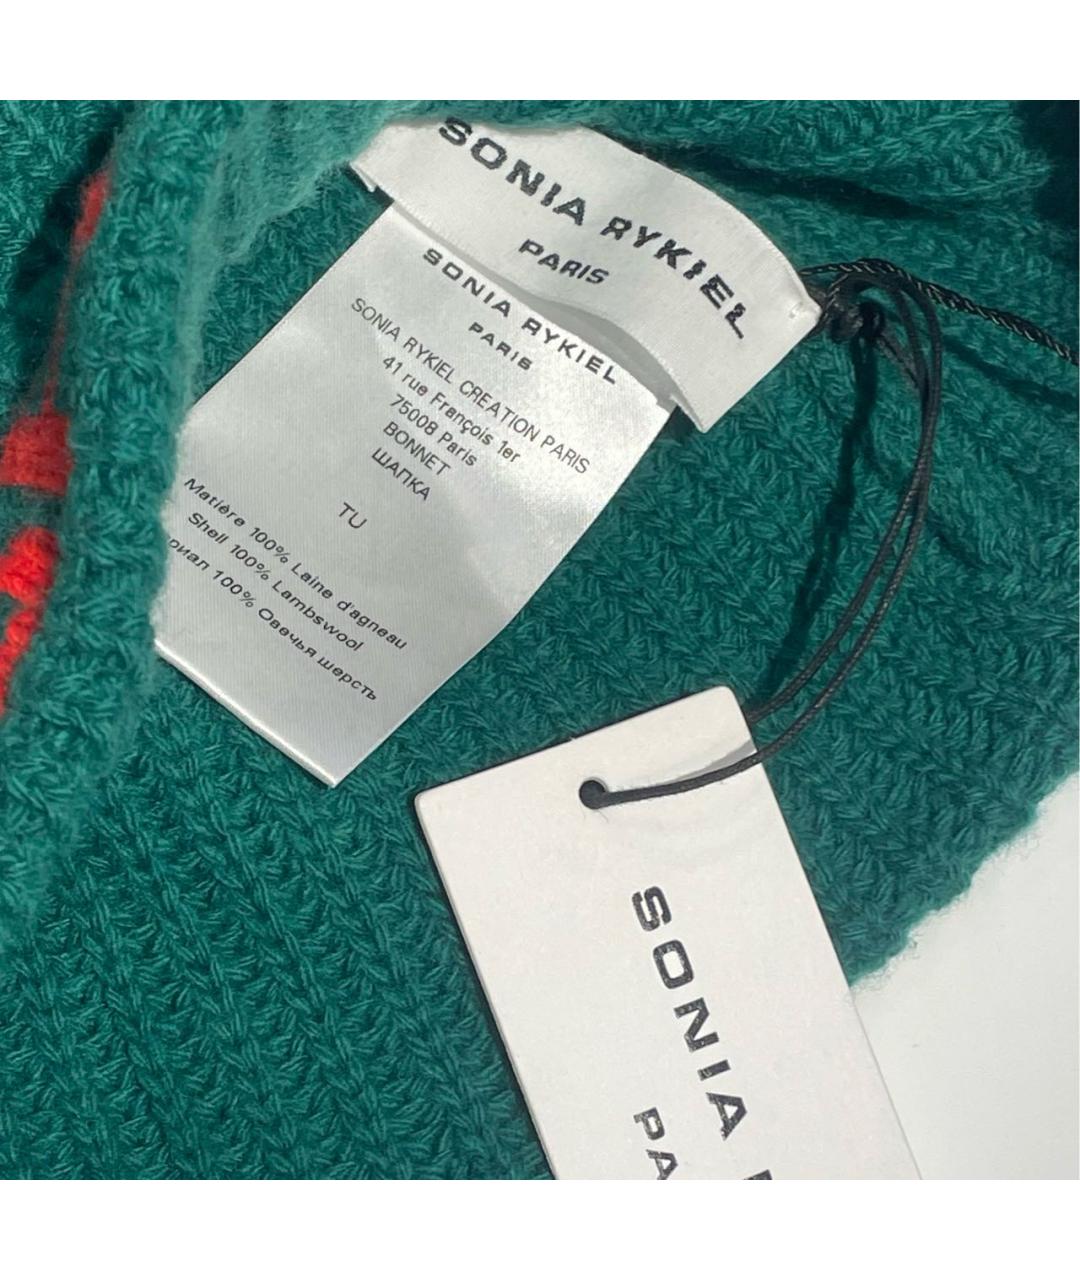 SONIA RYKIEL
PARIS
SONIA RYKIEL
PARIS
SONIA RYKIEL CREATION PARIS
41 rue François 1er
75008 Paris
BONNET
ШАПКА
TU
Matière 100% Laine d'agneau
Shell 100% Lambswool
риал 100% Овечья шерсть
SONIA
PA